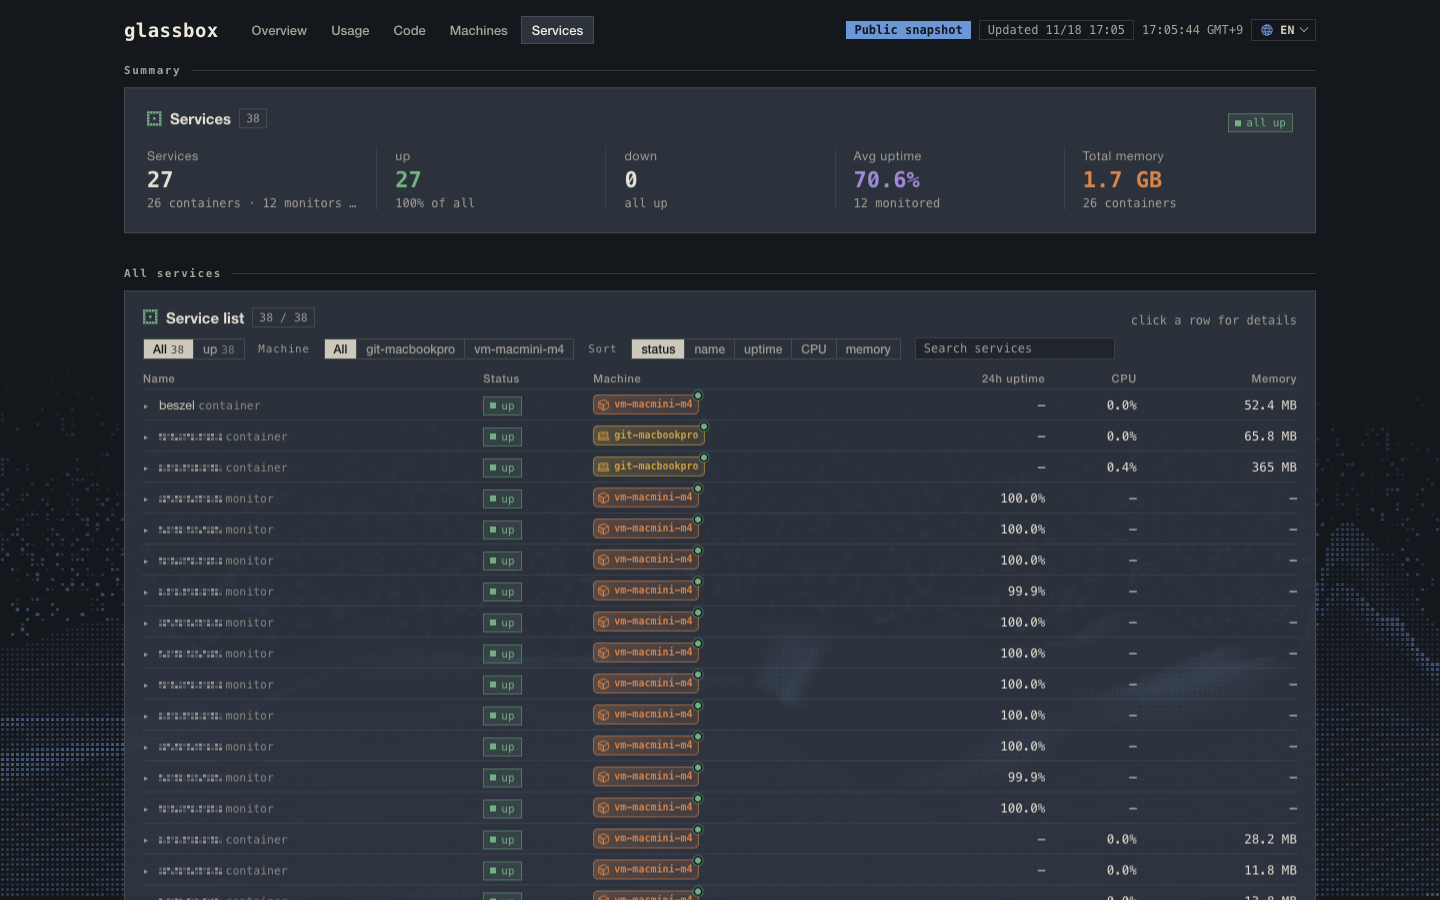 glassbox Overview Usage Code Machines Services Public snapshot Updated 11/18 17:05 17:05:44 GMT+9 EN
Summary
Services 38 all up
Services up down Avg uptime Total memory
27 27 0 70.6% 1.7 GB
26 containers · 12 monitors … 100% of all all up 12 monitored 26 containers
All services
Service list 38 / 38 click a row for details
All 38 up 38 Machine All git-macbookpro vm-macmini-m4 Sort status name uptime CPU memory Search services
Name Status Machine 24h uptime CPU Memory
beszel container up vm-macmini-m4 — 0.0% 52.4 MB
container up git-macbookpro — 0.0% 65.8 MB
container up git-macbookpro — 0.4% 365 MB
monitor up vm-macmini-m4 100.0% — —
monitor up vm-macmini-m4 100.0% — —
monitor up vm-macmini-m4 100.0% — —
monitor up vm-macmini-m4 99.9% — —
monitor up vm-macmini-m4 100.0% — —
monitor up vm-macmini-m4 100.0% — —
monitor up vm-macmini-m4 100.0% — —
monitor up vm-macmini-m4 100.0% — —
monitor up vm-macmini-m4 100.0% — —
monitor up vm-macmini-m4 99.9% — —
monitor up vm-macmini-m4 100.0% — —
container up vm-macmini-m4 — 0.0% 28.2 MB
container up vm-macmini-m4 — 0.0% 11.8 MB